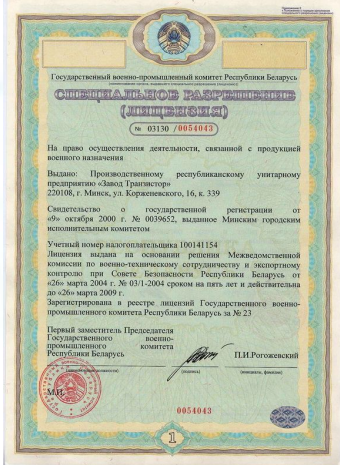 Государственный военно-промышленный комитет Республики Беларусь
СПЕЦИАЛЬНОЕ РАЗРЕШЕНИЕ
(ЛИЦЕНЗИЯ)
№ 03130 /0054043
На право осуществления деятельности, связанной с продукцией
военного назначения
Выдано: Производственному республиканскому унитарному
предприятию «Завод Транзистор»
220108, г. Минск, ул. Корженевского, 16, к. 339
Свидетельство о государственной регистрации от
«9» октября 2000 г. № 0039652, выданное Минским городским
исполнительным комитетом
Учетный номер налогоплательщика 100141154
Лицензия выдана на основании решения Межведомственной
комиссии по военно-техническому сотрудничеству и экспортному
контролю при Совете Безопасности Республики Беларусь от
«26» марта 2004 г. № 03/1-2004 сроком на пять лет и действительна
до «26» марта 2009 г.
Зарегистрирована в реестре лицензий Государственного военно-
промышленного комитета Республики Беларусь за № 23
Первый заместитель Председателя
Государственного военно-
промышленного комитета
Республики Беларусь
П.И.Рогожевский
(подпись)
(инициалы, фамилия)
М.П.
0054043
1